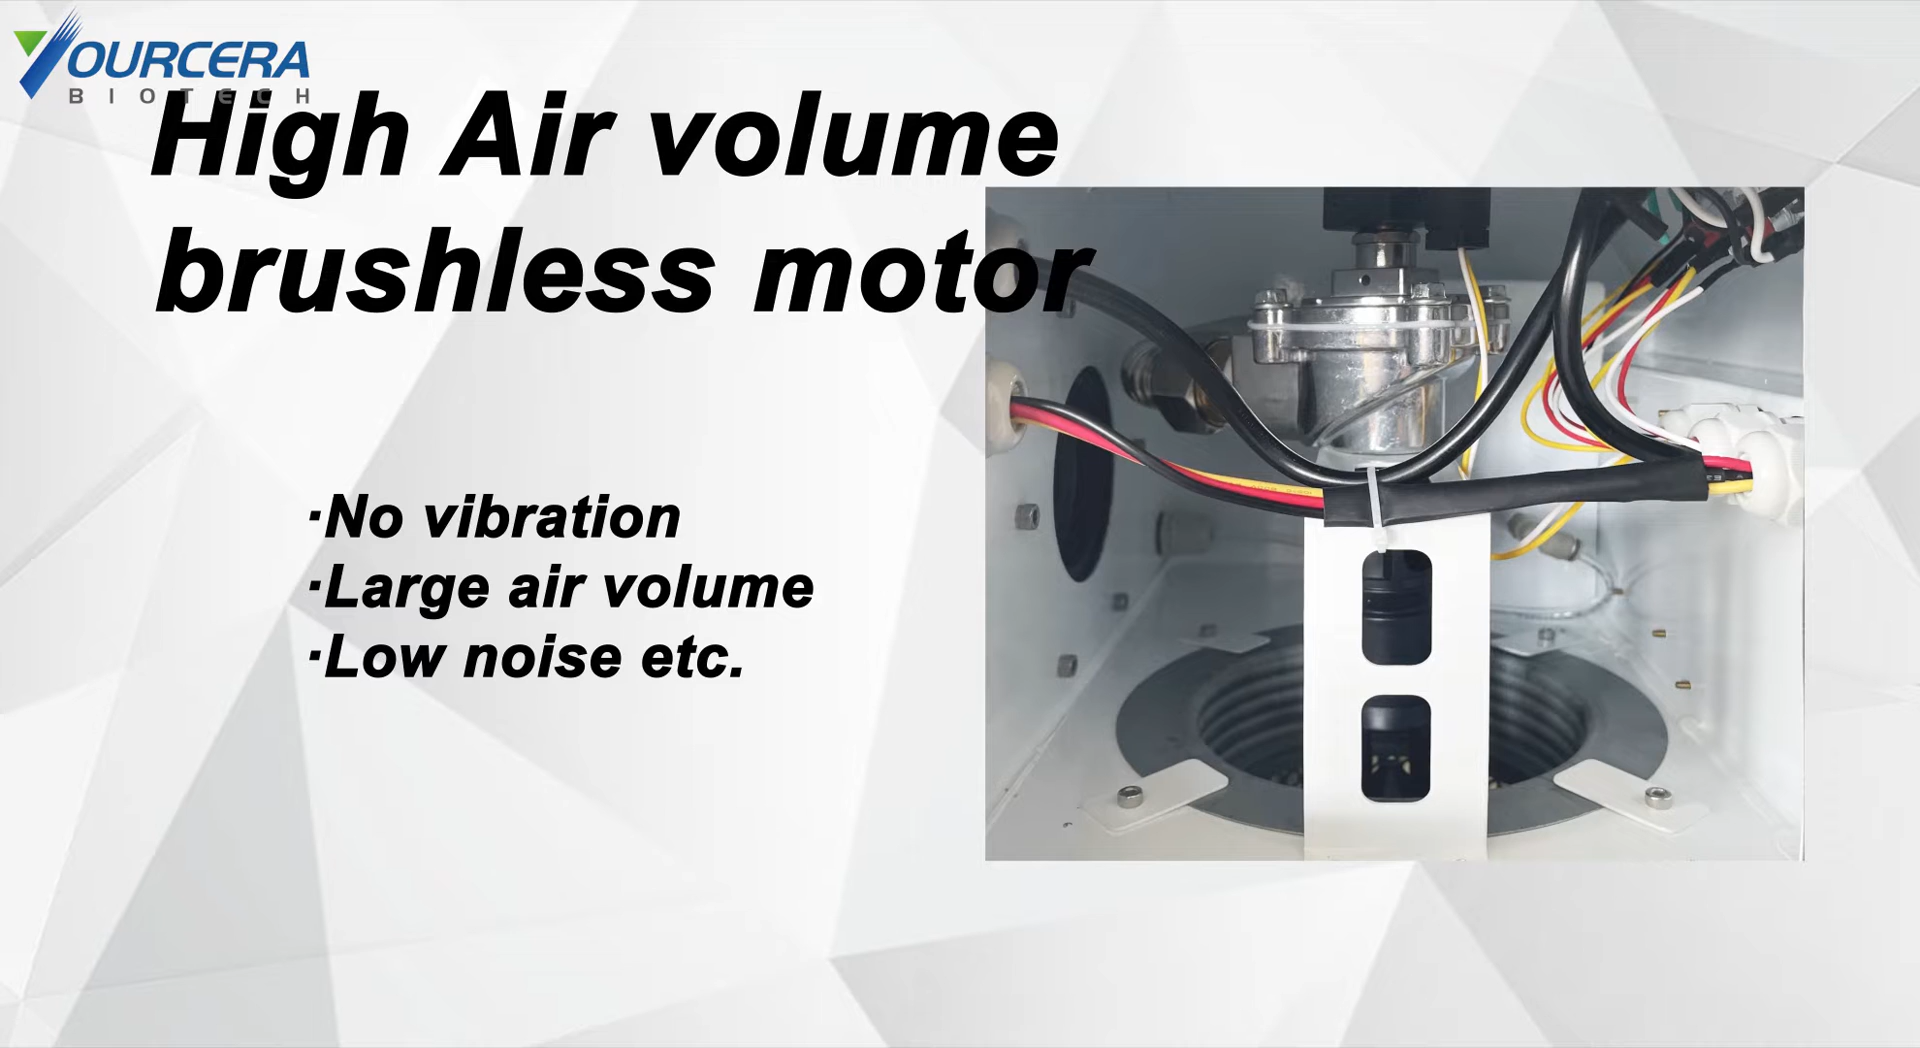 YOURCERA
BIOTECH
High Air volume
brushless motor
·No vibration
·Large air volume
·Low noise etc.